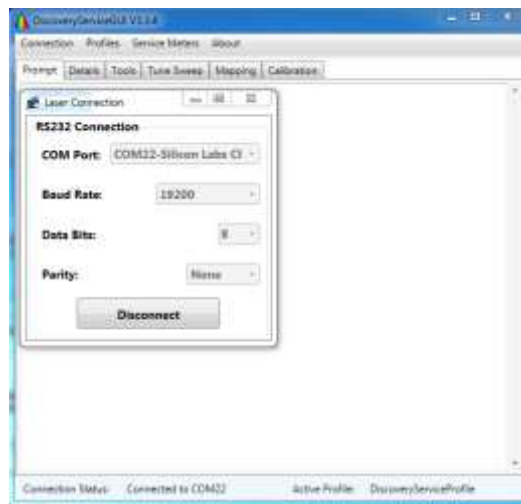 DiscoveryServiceGUI V1.3.4
Connection Profiles Service Meters About
Prompt Details Tools Tune Sweep Mapping Calibration
Laser Connection
RS232 Connection
COM Port: COM22-Silicon Labs CI
Baud Rate: 19200
Data Bits: 8
Parity: None
Disconnect
Connection Status: Connected to COM22 Active Profile: DiscoveryServiceProfile